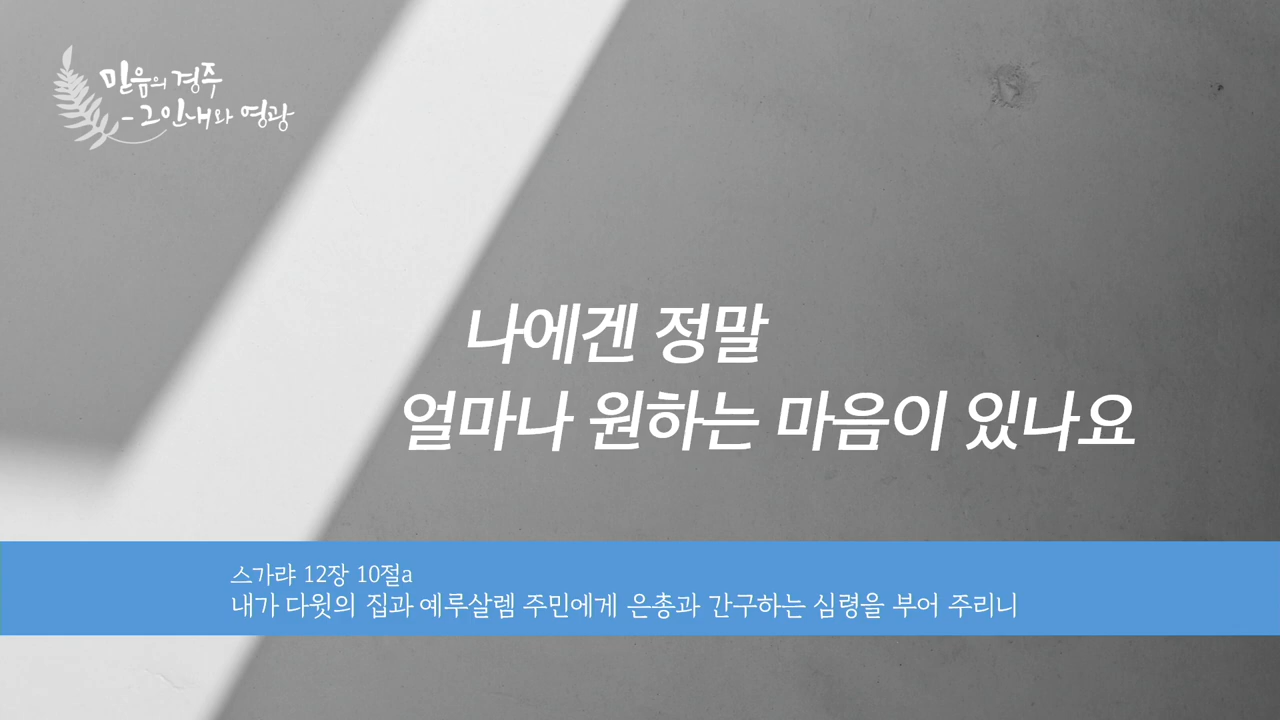 믿음의 경주
- 그 인내와 영광
나에겐 정말
얼마나 원하는 마음이 있나요
스가랴 12장 10절a
내가 다윗의 집과 예루살렘 주민에게 은총과 간구하는 심령을 부어 주리니